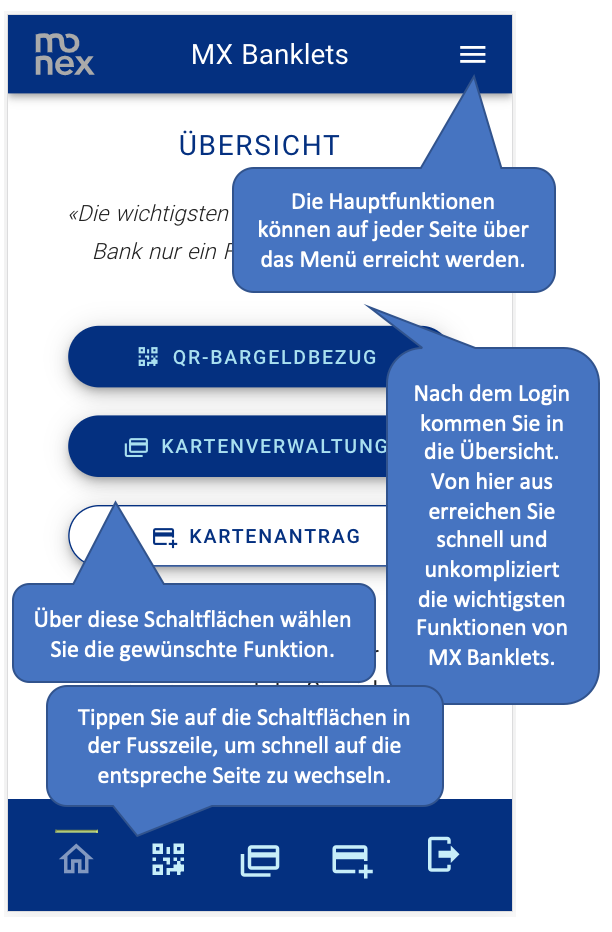 mo
nex
MX Banklets
ÜBERSICHT
«Die wichtigsten
Bank nur ein
Die Hauptfunktionen
können auf jeder Seite über
das Menü erreicht werden.
QR-BARGELDBEZUG
KARTENVERWALTUNG
KARTENANTRAG
Nach dem Login
kommen Sie in
die Übersicht.
Von hier aus
erreichen Sie
schnell und
unkompliziert
die wichtigsten
Funktionen von
MX Banklets.
Über diese Schaltflächen wählen
Sie die gewünschte Funktion.
Tippen Sie auf die Schaltflächen in
der Fusszeile, um schnell auf die
entspreche Seite zu wechseln.